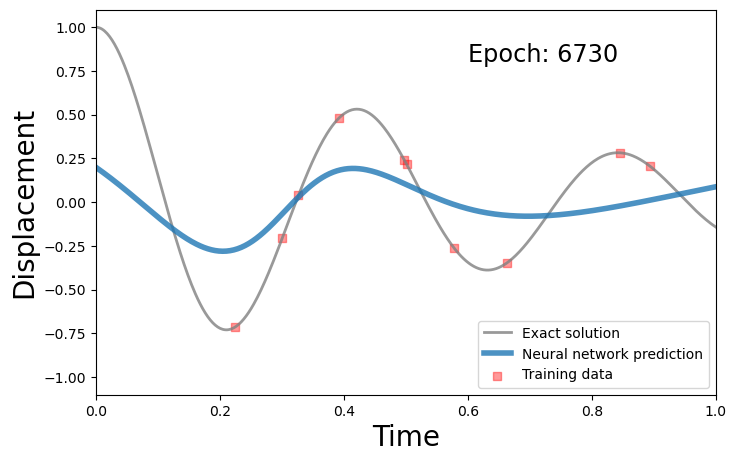 Epoch: 6730
Displacement
1.00
0.75
0.50
0.25
0.00
−0.25
−0.50
−0.75
−1.00
Exact solution
Neural network prediction
Training data
0.0 0.2 0.4 0.6 0.8 1.0
Time